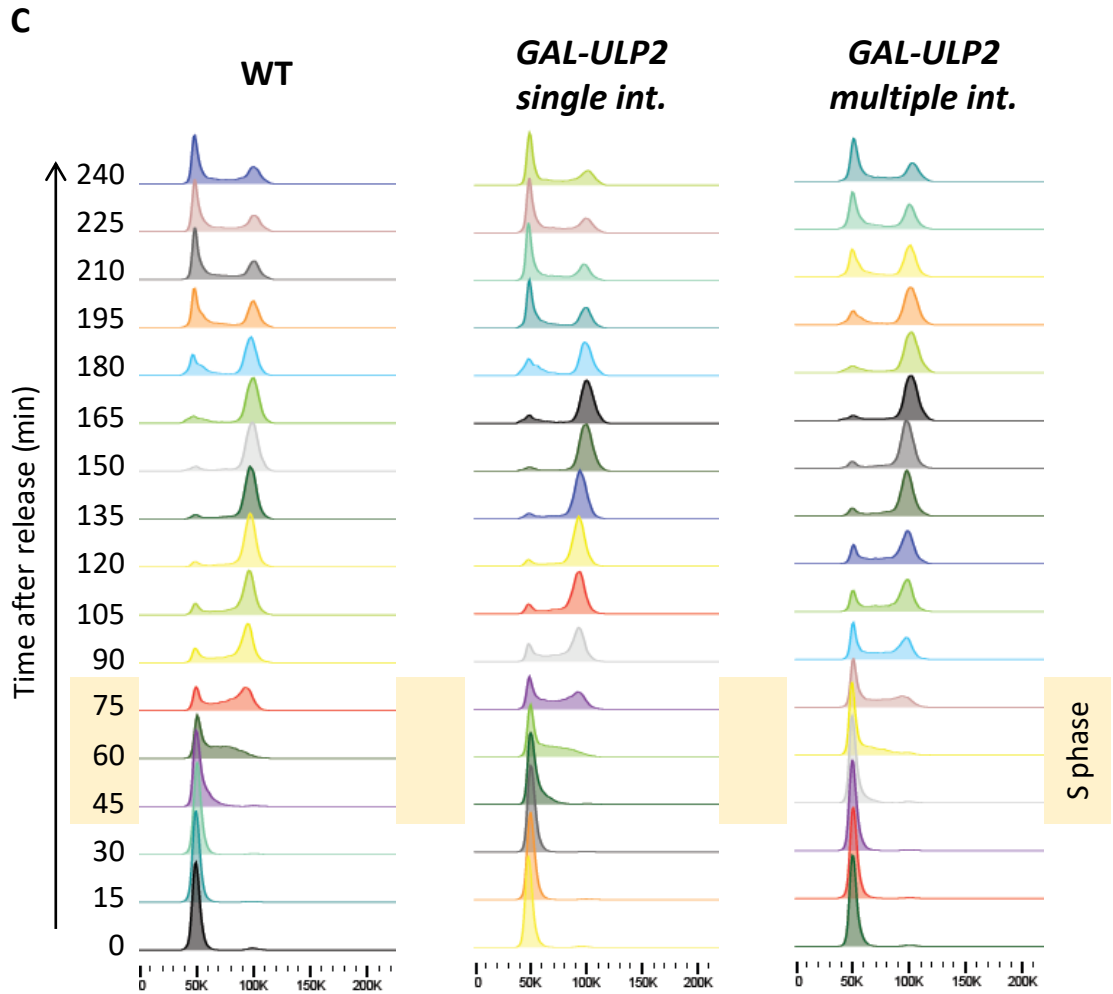 C
WT
GAL-ULP2
single int.
GAL-ULP2
multiple int.
Time after release (min)
240
225
210
195
180
165
150
135
120
105
90
75
60
45
30
15
0
S phase
0 50K 100K 150K 200K
0 50K 100K 150K 200K
0 50K 100K 150K 200K